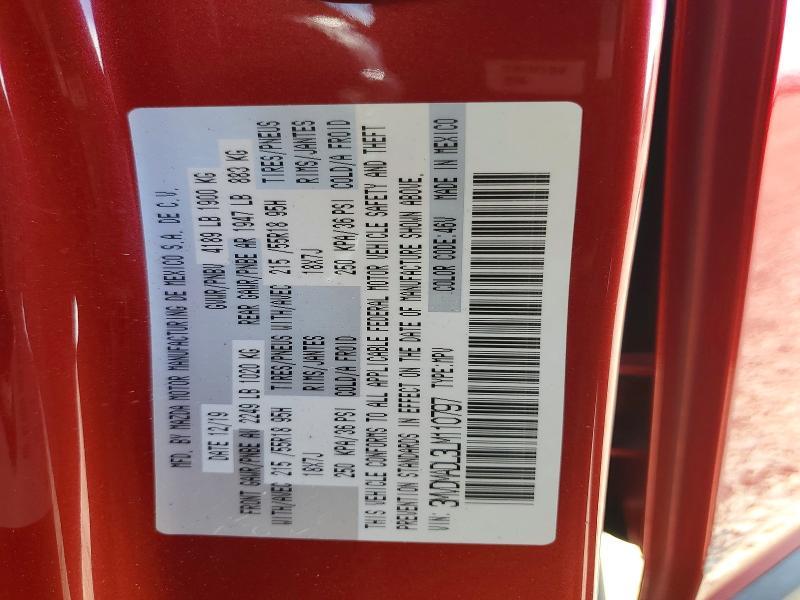 MFD. BY MAZDA MOTOR MANUFACTURING DE MEXICO S.A. DE C.V.
DATE 12/19 GVWR/PNBV 4189 LB 1900 KG
FRONT GAWR/PNBE AV 2249 LB 1020 KG REAR GAWR/PNBE AR 1947 LB 883 KG
WITH/AVEC 215 /55R18 95H TIRES/PNEUS WITH/AVEC 215 /55R18 95H TIRES/PNEUS
18X7J RIMS/JANTES 18X7J RIMS/JANTES
250 KPA/36 PSI COLD/A FROID 250 KPA/36 PSI COLD/A FROID
THIS VEHICLE CONFORMS TO ALL APPLICABLE FEDERAL MOTOR VEHICLE SAFETY AND THEFT
PREVENTION STANDARDS IN EFFECT ON THE DATE OF MANUFACTURE SHOWN ABOVE.
COLOR CODE:46V MADE IN MEXICO
VIN: TYPE:MPV